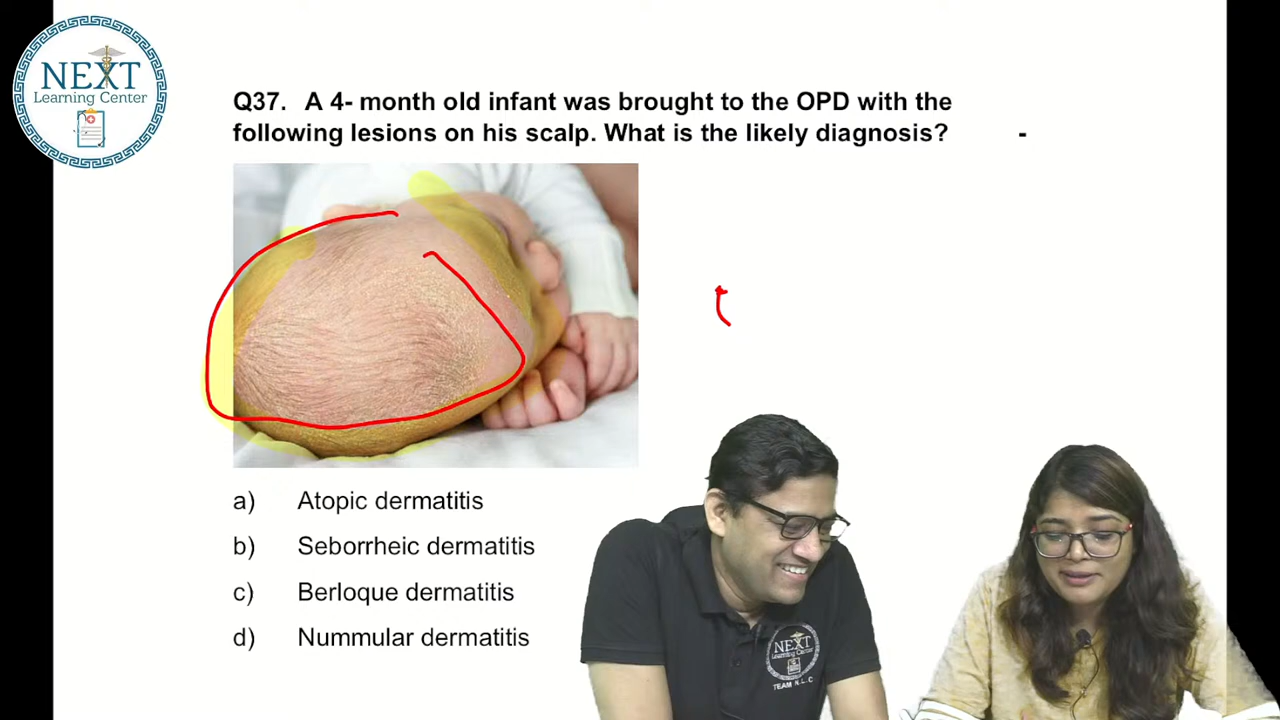 NEXT
Learning Center
Q37. A 4- month old infant was brought to the OPD with the
following lesions on his scalp. What is the likely diagnosis? -
a) Atopic dermatitis
b) Seborrheic dermatitis
c) Berloque dermatitis
d) Nummular dermatitis
NEXT
Learning Center
TEAM N.L.C